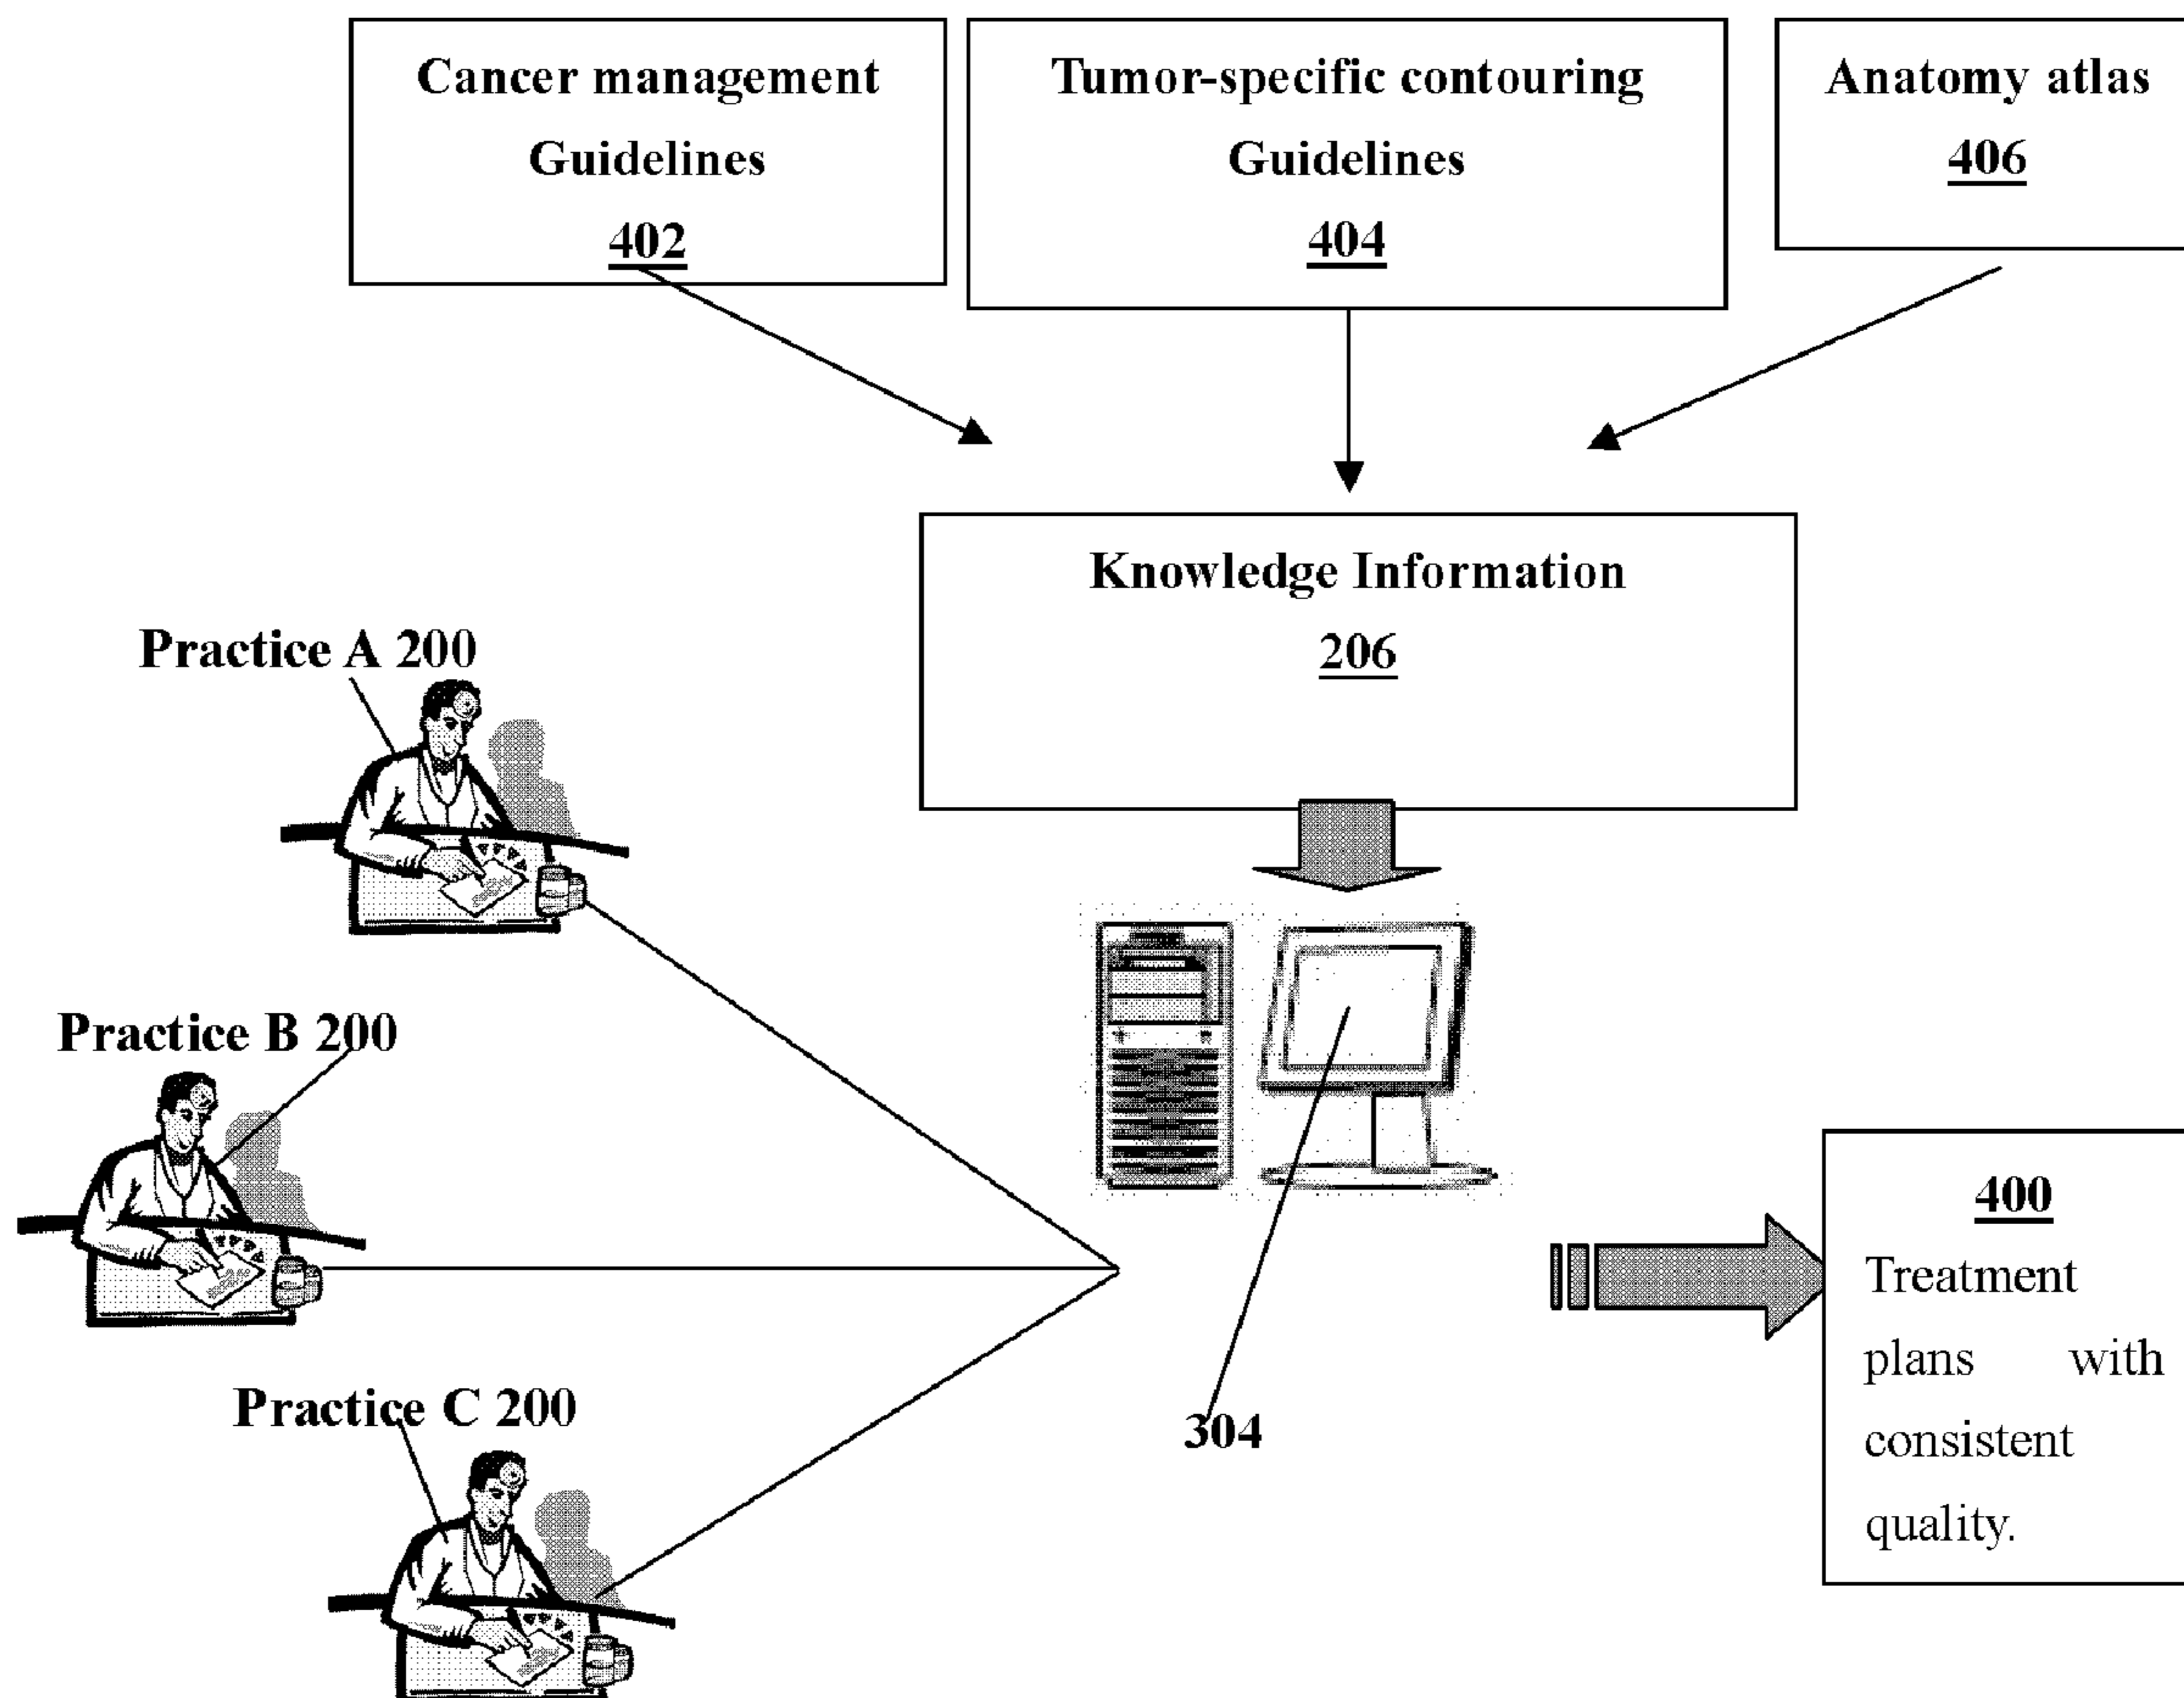 Cancer management
Guidelines
402
Tumor-specific contouring
Guidelines
404
Anatomy atlas
406
Knowledge Information
206
Practice A 200
Practice B 200
Practice C 200
304
400
Treatment
plans with
consistent
quality.